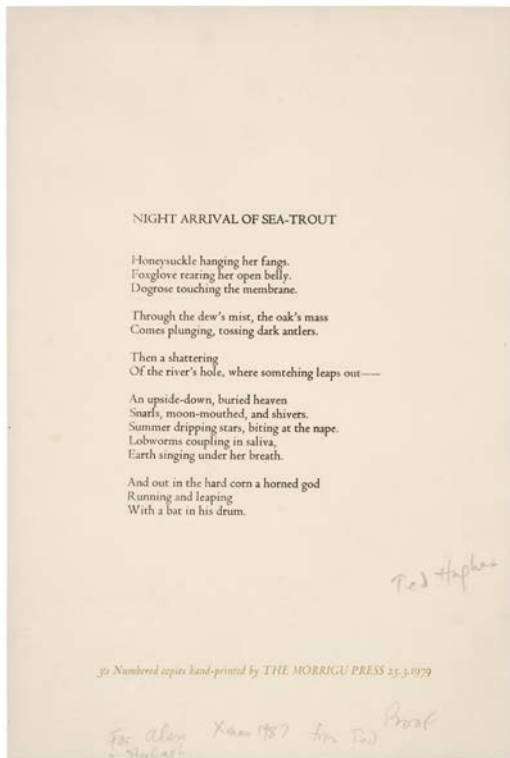 NIGHT ARRIVAL OF SEA-TROUT
Honeysuckle hanging her fangs.
Foxglove rearing her open belly.
Dogrose touching the membrane.
Through the dew's mist, the oak's mass
Comes plunging, tossing dark antlers.
Then a shattering
Of the river's hole, where somtehing leaps out——
An upside-down, buried heaven
Snarls, moon-mouthed, and shivers.
Summer dripping stars, biting at the nape.
Lobworms coupling in saliva,
Earth singing under her breath.
And out in the hard corn a horned god
Running and leaping
With a bat in his drum.
Ted Hughes
30 Numbered copies hand-printed by THE MORRIGU PRESS 25.3.1979
Proof
For Alan Xmas 1987 from Ted